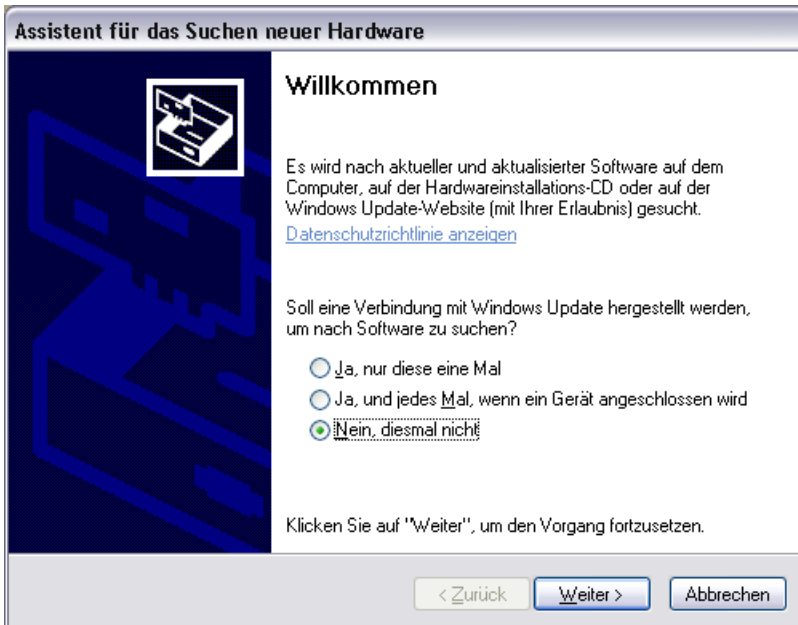 Assistent für das Suchen neuer Hardware
Willkommen
Es wird nach aktueller und aktualisierter Software auf dem
Computer, auf der Hardwareinstallations-CD oder auf der
Windows Update-Website (mit Ihrer Erlaubnis) gesucht.
Datenschutzrichtlinie anzeigen
Soll eine Verbindung mit Windows Update hergestellt werden,
um nach Software zu suchen?
Ja, nur diese eine Mal
Ja, und jedes Mal, wenn ein Gerät angeschlossen wird
Nein, diesmal nicht
Klicken Sie auf "Weiter", um den Vorgang fortzusetzen.
< Zurück Weiter > Abbrechen